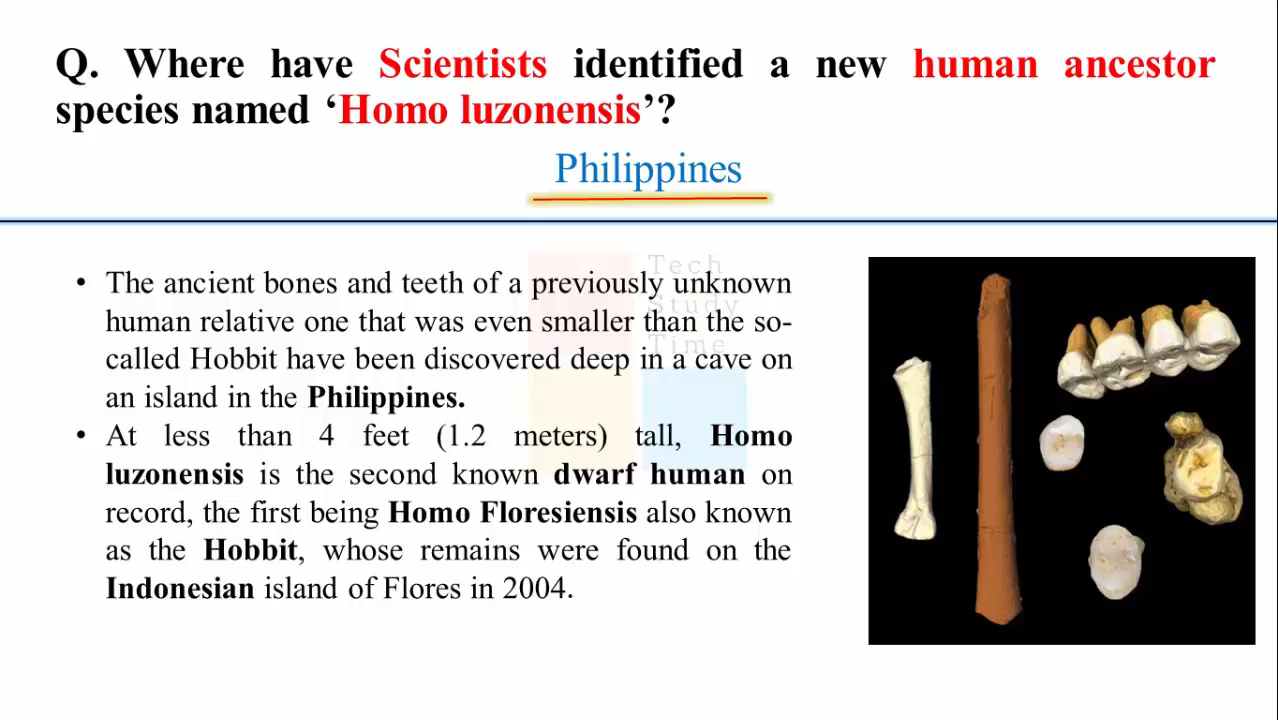 Q. Where have Scientists identified a new human ancestor
species named ‘Homo luzonensis’?
Philippines
Tech
Study
Time
• The ancient bones and teeth of a previously unknown
human relative one that was even smaller than the so-
called Hobbit have been discovered deep in a cave on
an island in the Philippines.
• At less than 4 feet (1.2 meters) tall, Homo
luzonensis is the second known dwarf human on
record, the first being Homo Floresiensis also known
as the Hobbit, whose remains were found on the
Indonesian island of Flores in 2004.